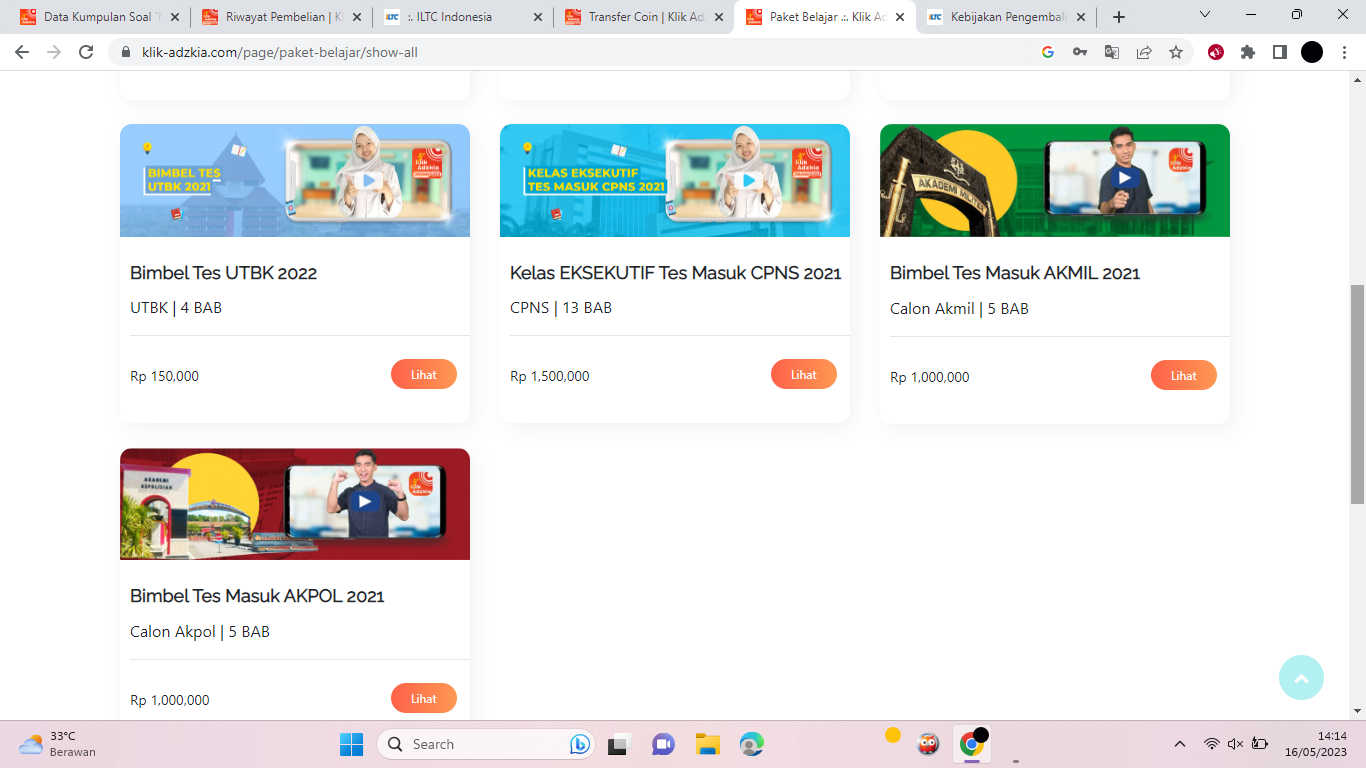 Data Kumpulan Soal
Riwayat Pembelian | Kl
:. ILTC Indonesia
Transfer Coin | Klik Ad
Paket Belajar .:. Klik Ad
Kebijakan Pengembali
klik-adzkia.com/page/paket-belajar/show-all
BIMBEL TES
UTBK 2021
Klik
Adzkia
KELAS EKSEKUTIF
TES MASUK CPNS 2021
Klik
Adzkia
AKADEMI MILITER
Klik
Adzkia
Bimbel Tes UTBK 2022
UTBK | 4 BAB
Rp 150,000
Lihat
Kelas EKSEKUTIF Tes Masuk CPNS 2021
CPNS | 13 BAB
Rp 1,500,000
Lihat
Bimbel Tes Masuk AKMIL 2021
Calon Akmil | 5 BAB
Rp 1,000,000
Lihat
AKADEMI
KEPOLISIAN
Klik
Adzkia
Bimbel Tes Masuk AKPOL 2021
Calon Akpol | 5 BAB
Rp 1,000,000
Lihat
33°C
Berawan
Search
14:14
16/05/2023